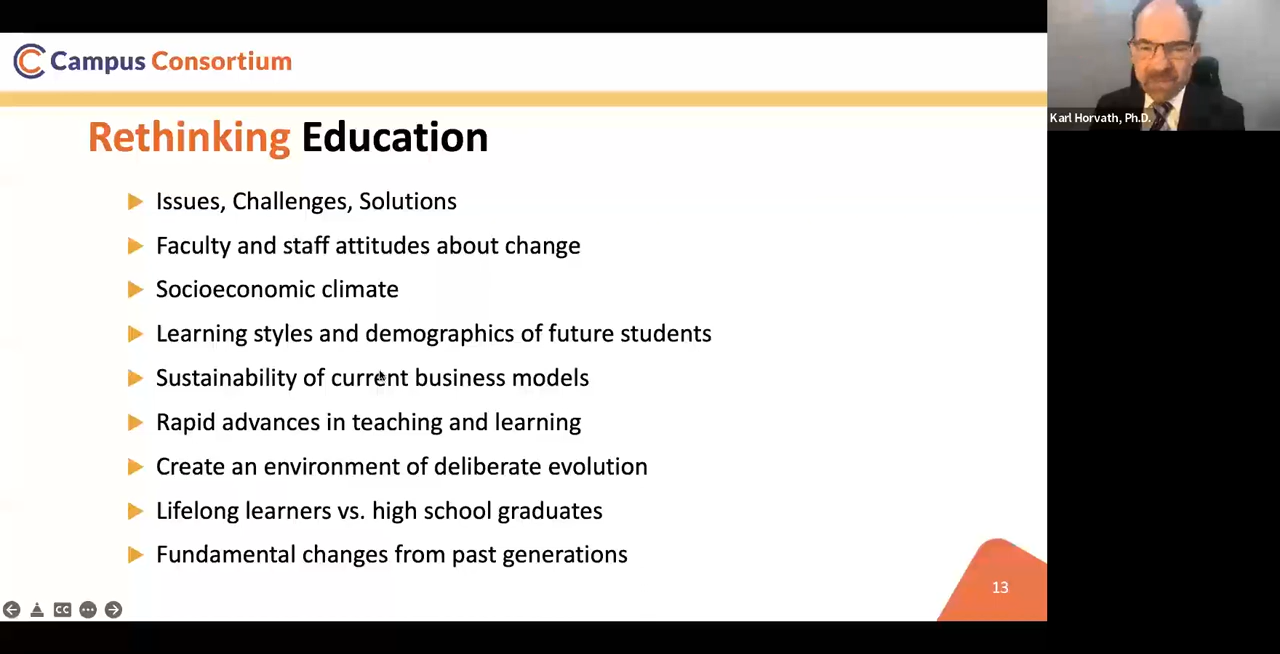 Campus Consortium
Karl Horvath, Ph.D.
Rethinking Education
Issues, Challenges, Solutions
Faculty and staff attitudes about change
Socioeconomic climate
Learning styles and demographics of future students
Sustainability of current business models
Rapid advances in teaching and learning
Create an environment of deliberate evolution
Lifelong learners vs. high school graduates
Fundamental changes from past generations
13
CC